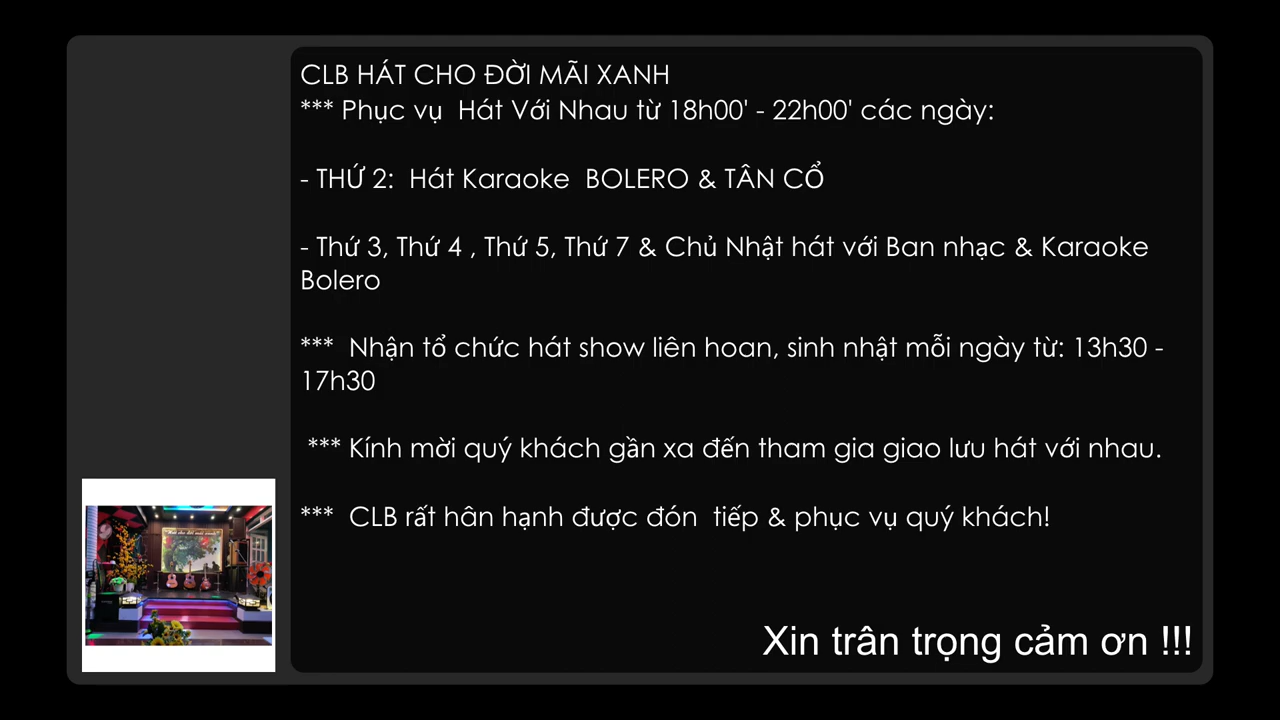 CLB HÁT CHO ĐỜI MÃI XANH
*** Phục vụ  Hát Với Nhau từ 18h00' - 22h00' các ngày:
- THỨ 2:  Hát Karaoke  BOLERO & TÂN CỔ
- Thứ 3, Thứ 4 , Thứ 5, Thứ 7 & Chủ Nhật hát với Ban nhạc & Karaoke
Bolero
***  Nhận tổ chức hát show liên hoan, sinh nhật mỗi ngày từ: 13h30 -
17h30
*** Kính mời quý khách gần xa đến tham gia giao lưu hát với nhau.
***  CLB rất hân hạnh được đón  tiếp & phục vụ quý khách!
Xin trân trọng cảm ơn !!!